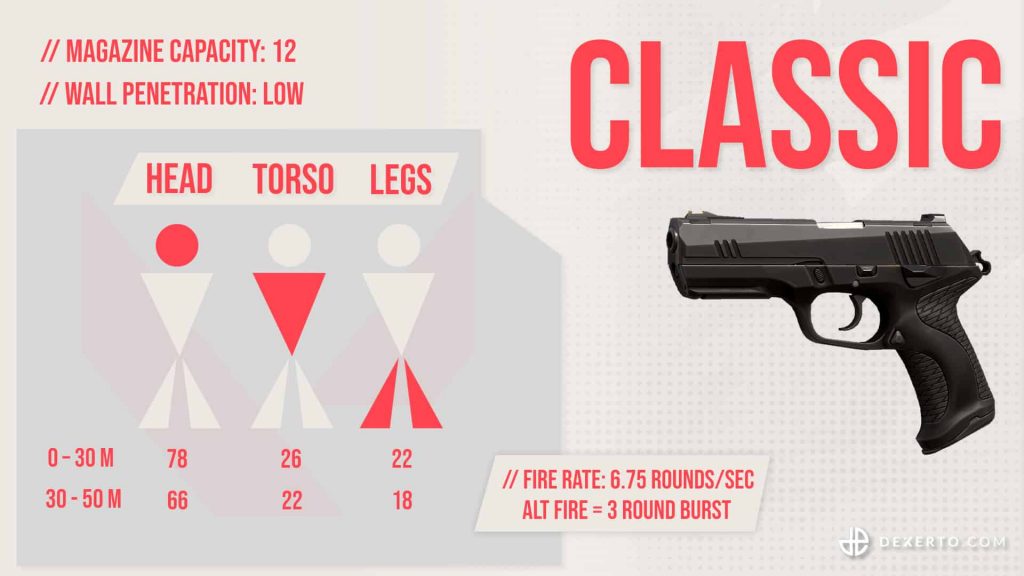 // MAGAZINE CAPACITY: 12
// WALL PENETRATION: LOW
CLASSIC
HEAD TORSO LEGS
0 – 30 M 78 26 22
30 - 50 M 66 22 18
// FIRE RATE: 6.75 ROUNDS/SEC
ALT FIRE = 3 ROUND BURST
DEXERTO.COM